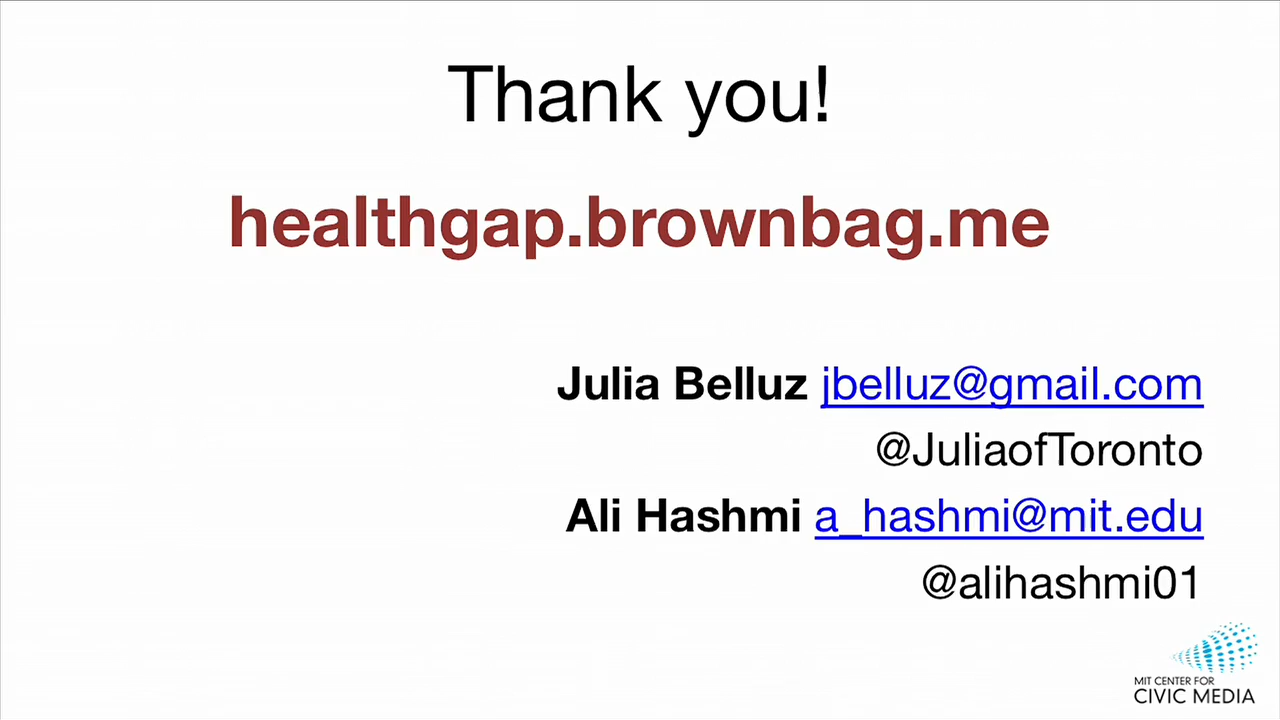 Thank you!
healthgap.brownbag.me
Julia Belluz jbelluz@gmail.com
@JuliaofToronto
Ali Hashmi a_hashmi@mit.edu
@alihashmi01
MIT CENTER FOR
CIVIC MEDIA